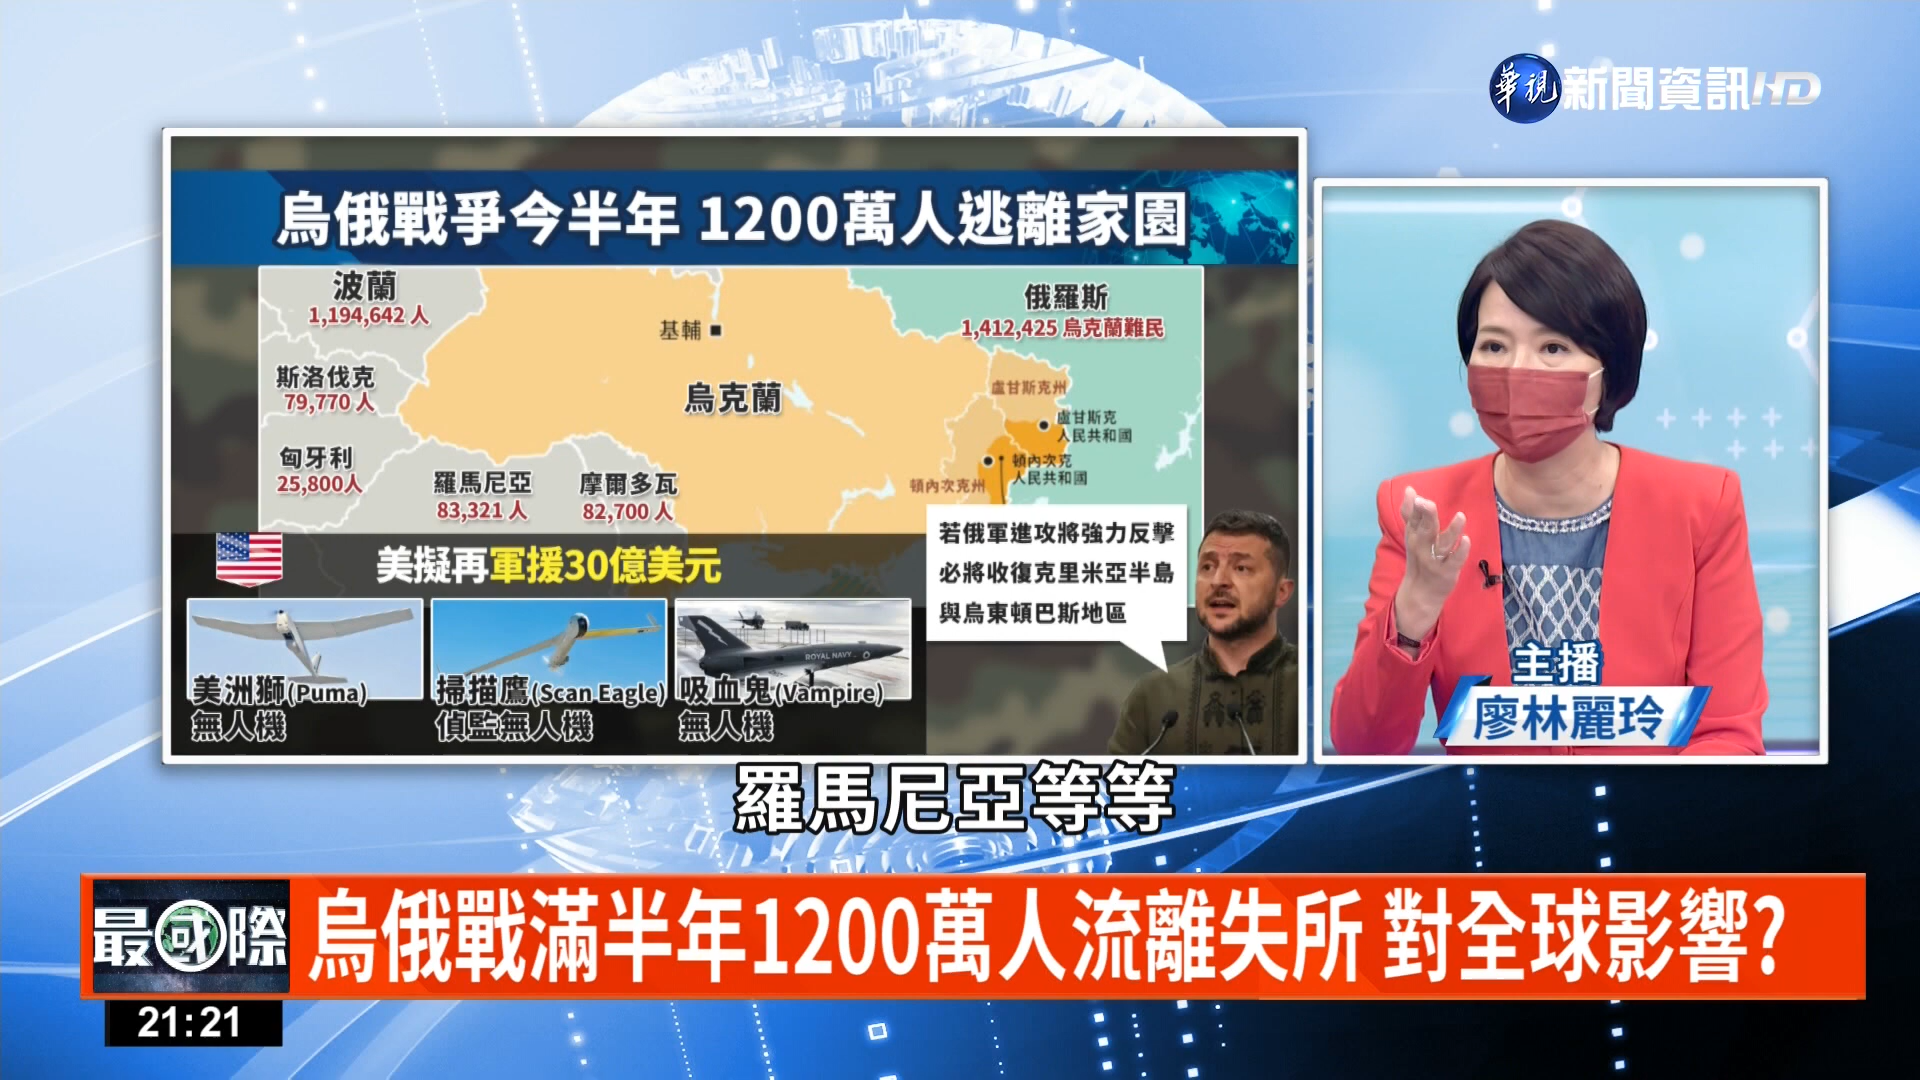 華視新聞資訊HD
烏俄戰爭今半年 1200萬人逃離家園
波蘭
1,194,642 人
斯洛伐克
79,770 人
匈牙利
25,800人
羅馬尼亞
83,321 人
摩爾多瓦
82,700 人
基輔
烏克蘭
俄羅斯
1,412,425 烏克蘭難民
盧甘斯克州
盧甘斯克
人民共和國
頓內次克
人民共和國
頓內次克州
若俄軍進攻將強力反擊
必將收復克里米亞半島
與烏東頓巴斯地區
美擬再軍援30億美元
ROYAL NAVY
美洲獅(Puma)
無人機
掃描鷹(Scan Eagle)
偵監無人機
吸血鬼(Vampire)
無人機
主播
廖林麗玲
羅馬尼亞等等
最國際
烏俄戰滿半年1200萬人流離失所 對全球影響?
21:21